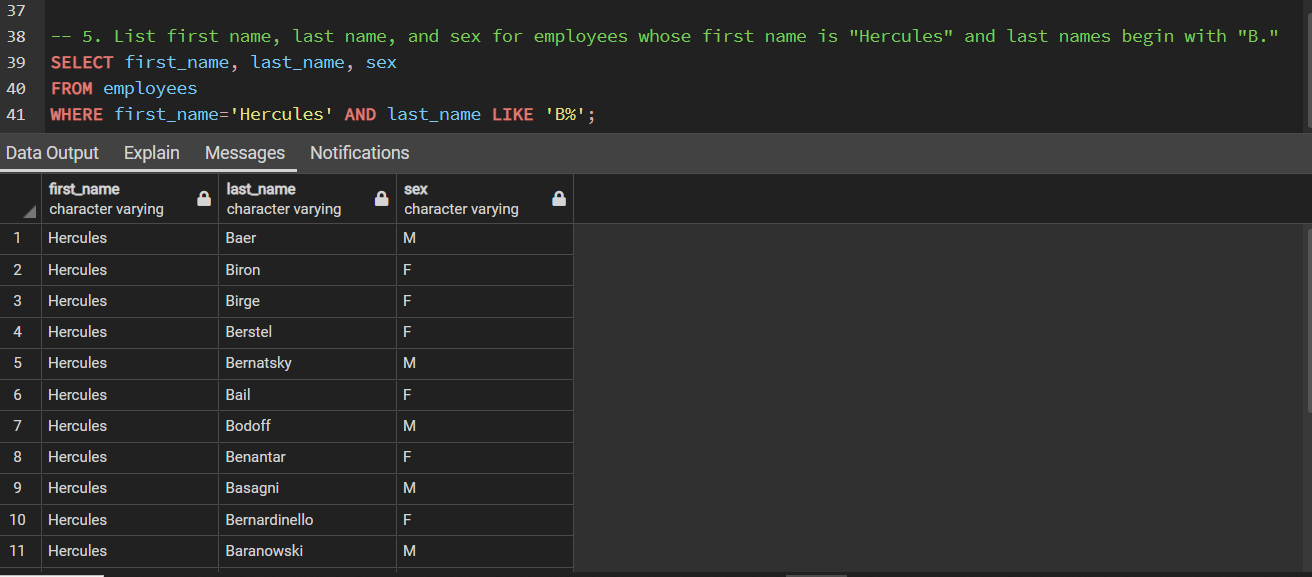 37
38 -- 5. List first name, last name, and sex for employees whose first name is "Hercules" and last names begin with "B."
39 SELECT first_name, last_name, sex
40 FROM employees
41 WHERE first_name='Hercules' AND last_name LIKE 'B%';
Data Output Explain Messages Notifications
first_name last_name sex
character varying character varying character varying
1 Hercules Baer M
2 Hercules Biron F
3 Hercules Birge F
4 Hercules Berstel F
5 Hercules Bernatsky M
6 Hercules Bail F
7 Hercules Bodoff M
8 Hercules Benantar F
9 Hercules Basagni M
10 Hercules Bernardinello F
11 Hercules Baranowski M